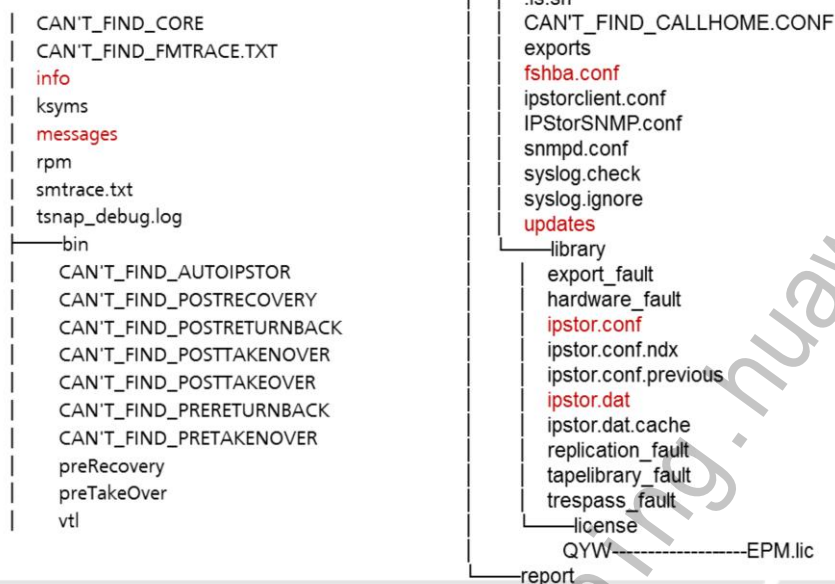 CAN'T_FIND_CORE
CAN'T_FIND_FMTRACE.TXT
info
ksyms
messages
rpm
smtrace.txt
tsnap_debug.log
bin
CAN'T_FIND_AUTOIPSTOR
CAN'T_FIND_POSTRECOVERY
CAN'T_FIND_POSTRETURNBACK
CAN'T_FIND_POSTTAKENOVER
CAN'T_FIND_POSTTAKEOVER
CAN'T_FIND_PRERETURNBACK
CAN'T_FIND_PRETAKENOVER
preRecovery
preTakeOver
vtl
.is.sh
CAN'T_FIND_CALLHOME.CONF
exports
fshba.conf
ipstorclient.conf
IPStorSNMP.conf
snmpd.conf
syslog.check
syslog.ignore
updates
library
export_fault
hardware_fault
ipstor.conf
ipstor.conf.ndx
ipstor.conf.previous
ipstor.dat
ipstor.dat.cache
replication_fault
tapelibrary_fault
trespass_fault
license
QYW-------------------EPM.lic
report